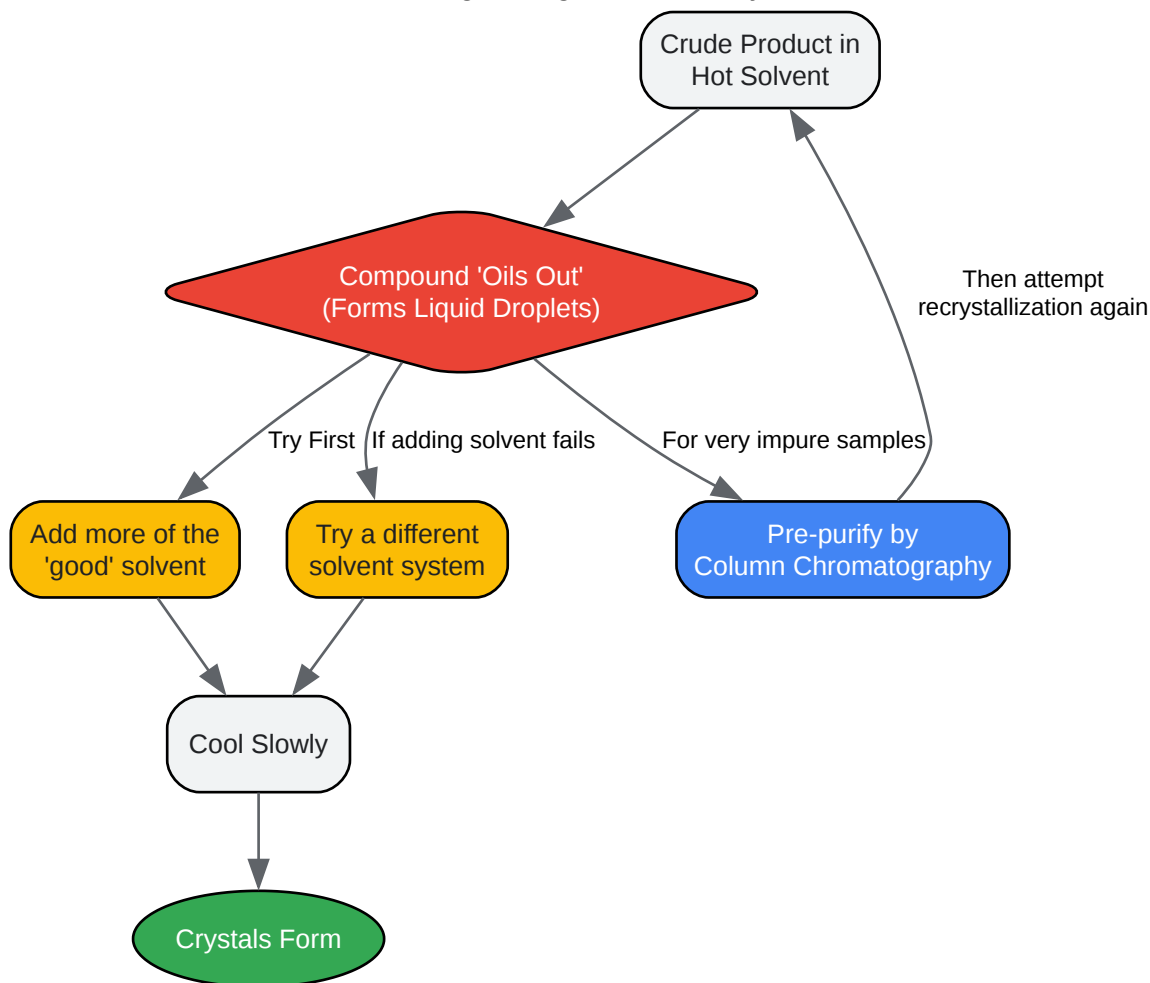 Crude Product in
Hot Solvent
Compound 'Oils Out'
(Forms Liquid Droplets)
Then attempt
recrystallization again
Try First
If adding solvent fails
For very impure samples
Add more of the
'good' solvent
Try a different
solvent system
Pre-purify by
Column Chromatography
Cool Slowly
Crystals Form